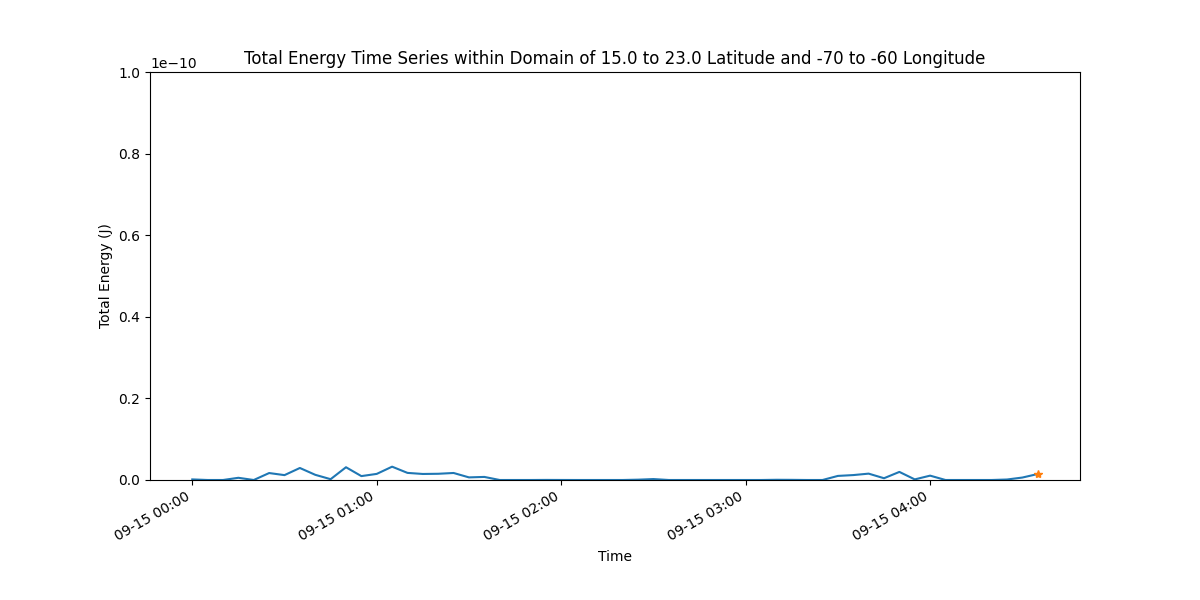 Total Energy Time Series within Domain of 15.0 to 23.0 Latitude and -70 to -60 Longitude
1e−10
1.0
0.8
0.6
0.4
0.2
0.0
Total Energy (J)
09-15 00:00
09-15 01:00
09-15 02:00
09-15 03:00
09-15 04:00
Time